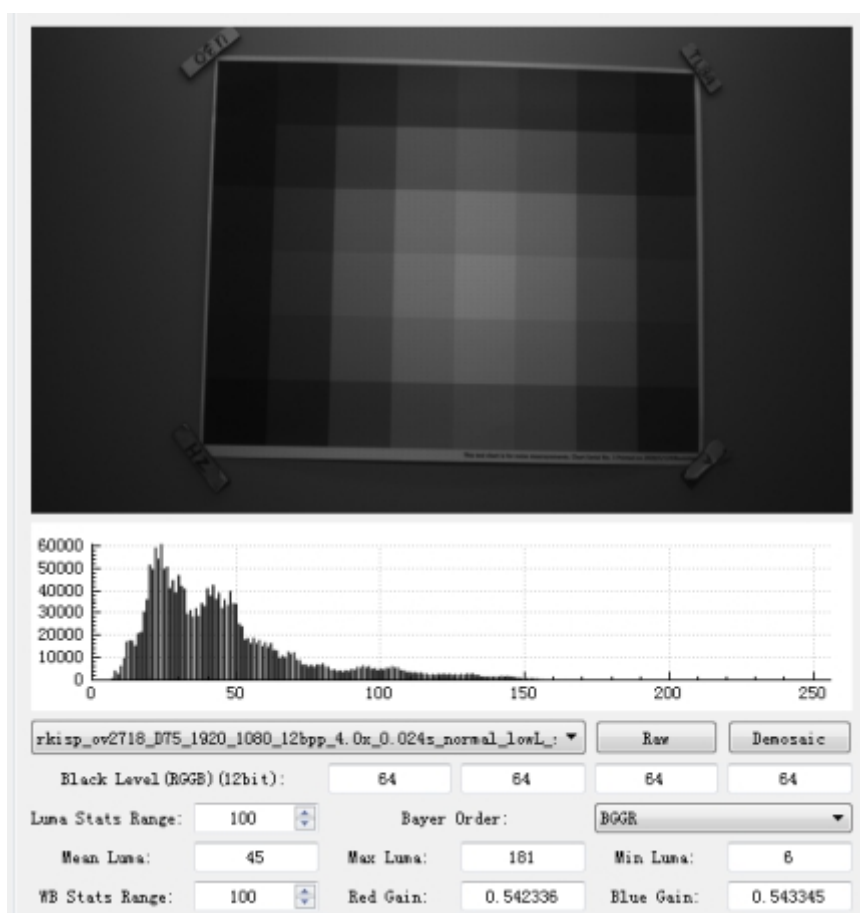 HZ
60000
50000
40000
30000
20000
10000
0
0 50 100 150 200 250
rkisp_ov2718_D75_1920_1080_12bpp_4.0x_0.024s_normal_lowL_: Raw Demosaic
Black Level(RGGB)(12bit): 64 64 64 64
Luma Stats Range: 100 Bayer Order: BGGR
Mean Luma: 45 Max Luma: 181 Min Luma: 6
WB Stats Range: 100 Red Gain: 0.542336 Blue Gain: 0.543345